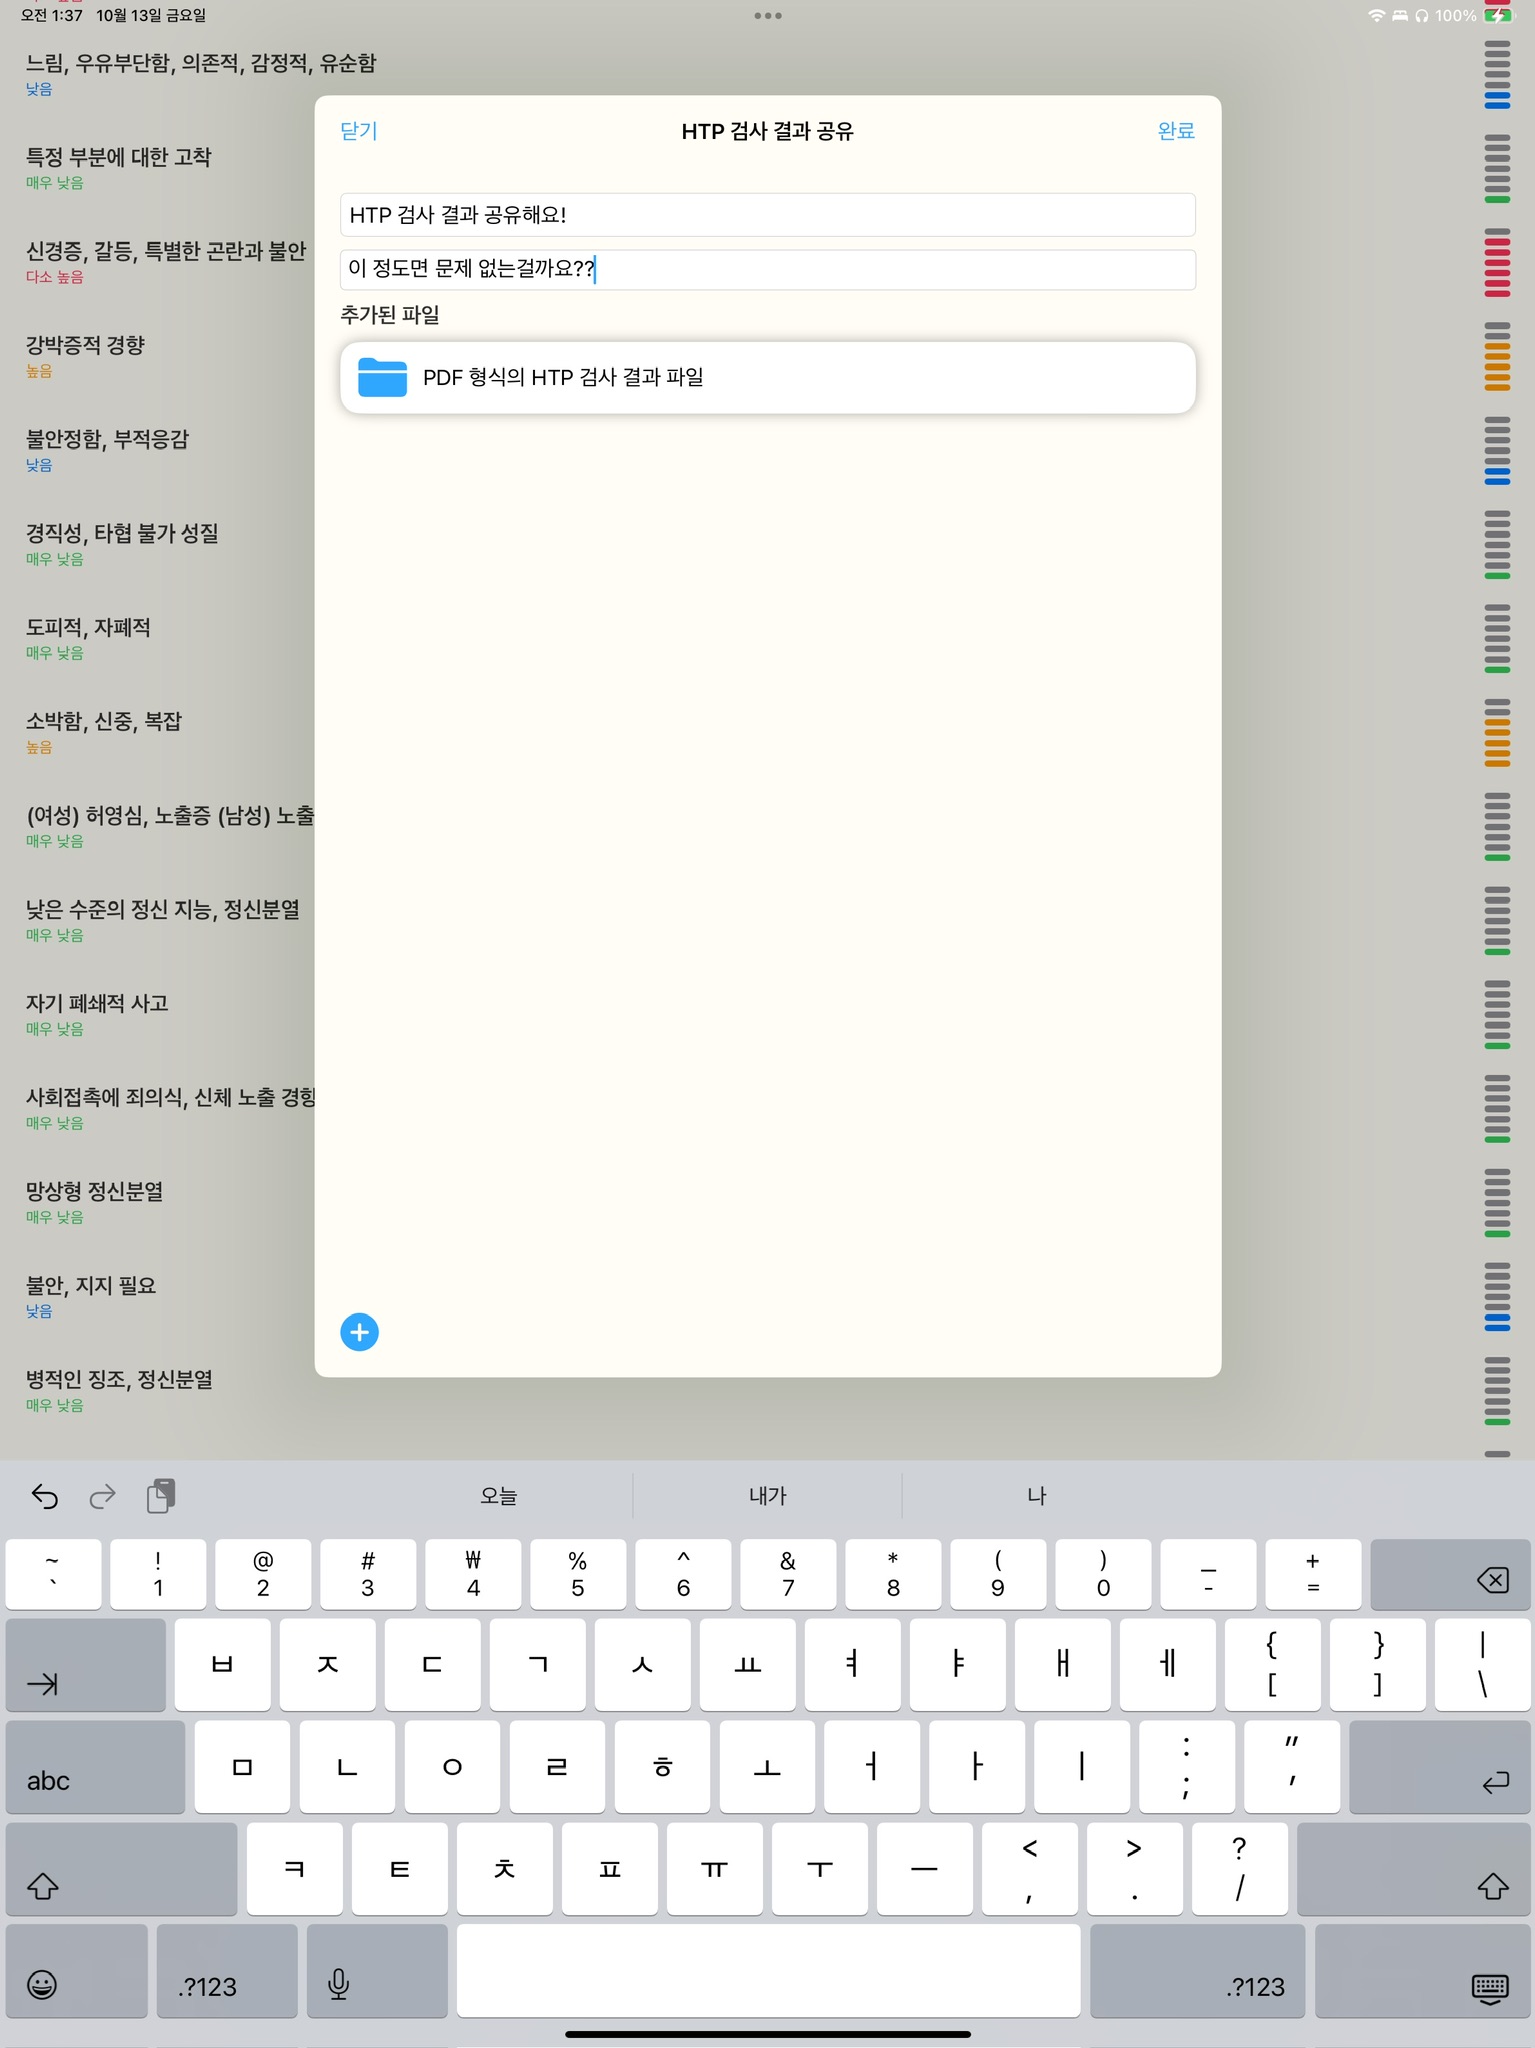 오전 1:37 10월 13일 금요일
100%
느림, 우유부단함, 의존적, 감정적, 유순함
낮음
특정 부분에 대한 고착
매우 낮음
신경증, 갈등, 특별한 곤란과 불안
다소 높음
강박증적 경향
높음
불안정함, 부적응감
낮음
경직성, 타협 불가 성질
매우 낮음
도피적, 자폐적
매우 낮음
소박함, 신중, 복잡
높음
(여성) 허영심, 노출증 (남성) 노출
매우 낮음
낮은 수준의 정신 지능, 정신분열
매우 낮음
자기 폐쇄적 사고
매우 낮음
사회접촉에 죄의식, 신체 노출 경향
매우 낮음
망상형 정신분열
매우 낮음
불안, 지지 필요
낮음
병적인 징조, 정신분열
매우 낮음
닫기 HTP 검사 결과 공유 완료
HTP 검사 결과 공유해요!
이 정도면 문제 없는걸까요??
추가된 파일
PDF 형식의 HTP 검사 결과 파일
오늘 내가 나
~ ! @ # ₩ % ^ & * ( ) _ +
` 1 2 3 4 5 6 7 8 9 0 - =
ㅂ ㅈ ㄷ ㄱ ㅅ ㅛ ㅕ ㅑ ㅐ ㅔ { } |
[ ] \
abc ㅁ ㄴ ㅇ ㄹ ㅎ ㅗ ㅓ ㅏ ㅣ : "
; '
ㅋ ㅌ ㅊ ㅍ ㅠ ㅜ ㅡ < > ?
, . /
.?123 .?123